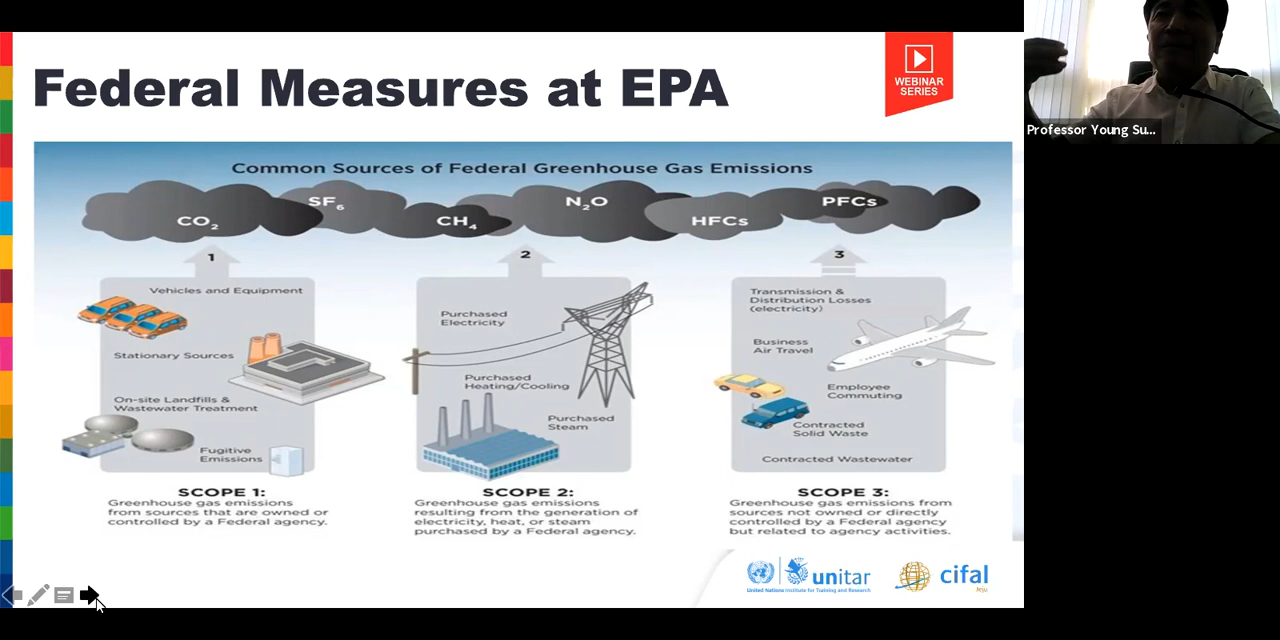 Federal Measures at EPA
WEBINAR
SERIES
Professor Young Su...
Common Sources of Federal Greenhouse Gas Emissions
CO2
SF6
CH4
N2O
HFCs
PFCs
1
Vehicles and Equipment
Stationary Sources
On-site Landfills &
Wastewater Treatment
Fugitive
Emissions
SCOPE 1:
Greenhouse gas emissions
from sources that are owned or
controlled by a Federal agency.
2
Purchased
Electricity
Purchased
Heating/Cooling
Purchased
Steam
SCOPE 2:
Greenhouse gas emissions
resulting from the generation of
electricity, heat, or steam
purchased by a Federal agency.
3
Transmission &
Distribution Losses
(electricity)
Business
Air Travel
Employee
Commuting
Contracted
Solid Waste
Contracted Wastewater
SCOPE 3:
Greenhouse gas emissions from
sources not owned or directly
controlled by a Federal agency
but related to agency activities.
unitar
United Nations Institute for Training and Research
cifal
Jeju